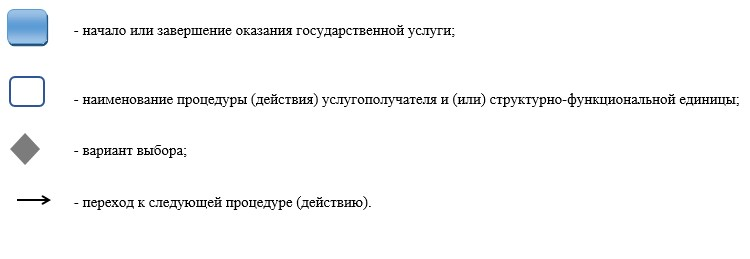 - начало или завершение оказания государственной услуги;
- наименование процедуры (действия) услугополучателя и (или) структурно-функциональной единицы;
- вариант выбора;
- переход к следующей процедуре (действию).